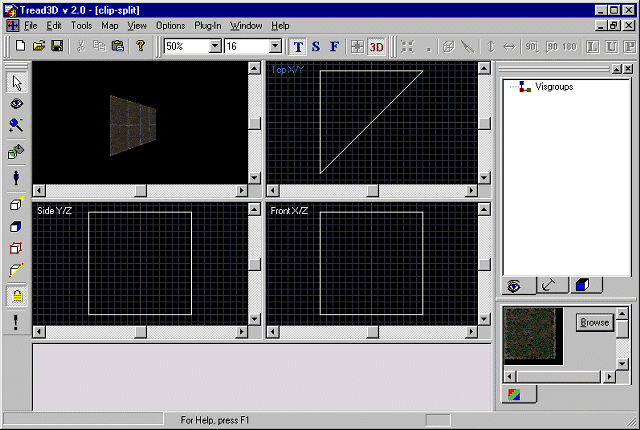 Tread3D v 2.0 - [clip-split]
File Edit Tools Map View Options Plug-In Window Help
50% 16 T S F 3D 90 90 180 L U P
Top X/Y
Visgroups
Side Y/Z
Front X/Z
Browse
For Help, press F1